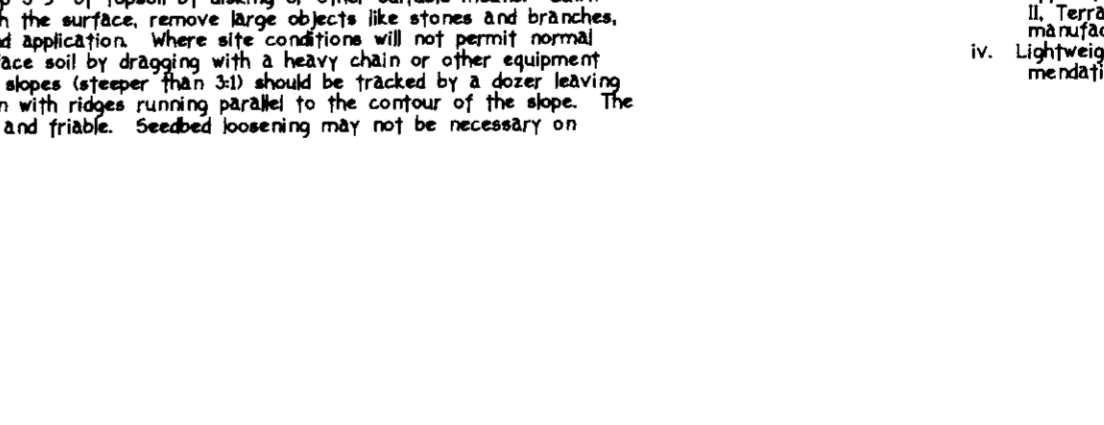 h the surface, remove large objects like stones and branches,
d application. Where site conditions will not permit normal
ace soil by dragging with a heavy chain or other equipment
slopes (steeper than 3:1) should be tracked by a dozer leaving
n with ridges running parallel to the contour of the slope. The
and friable. Seedbed loosening may not be necessary on
II, Terra
manufac
iv. Lightweig
mendati